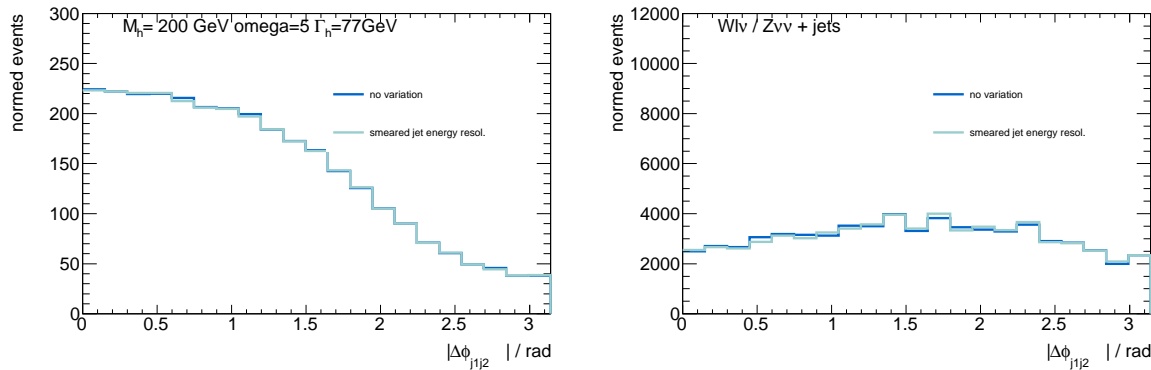 M_h= 200 GeV omega=5 Γ_h=77GeV
normed events
300
250
200
150
100
50
0
no variation
smeared jet energy resol.
0 0.5 1 1.5 2 2.5 3
|Δϕ_j1j2 | / rad
Wlν / Zνν + jets
normed events
12000
10000
8000
6000
4000
2000
0
no variation
smeared jet energy resol.
0 0.5 1 1.5 2 2.5 3
|Δϕ_j1j2 | / rad